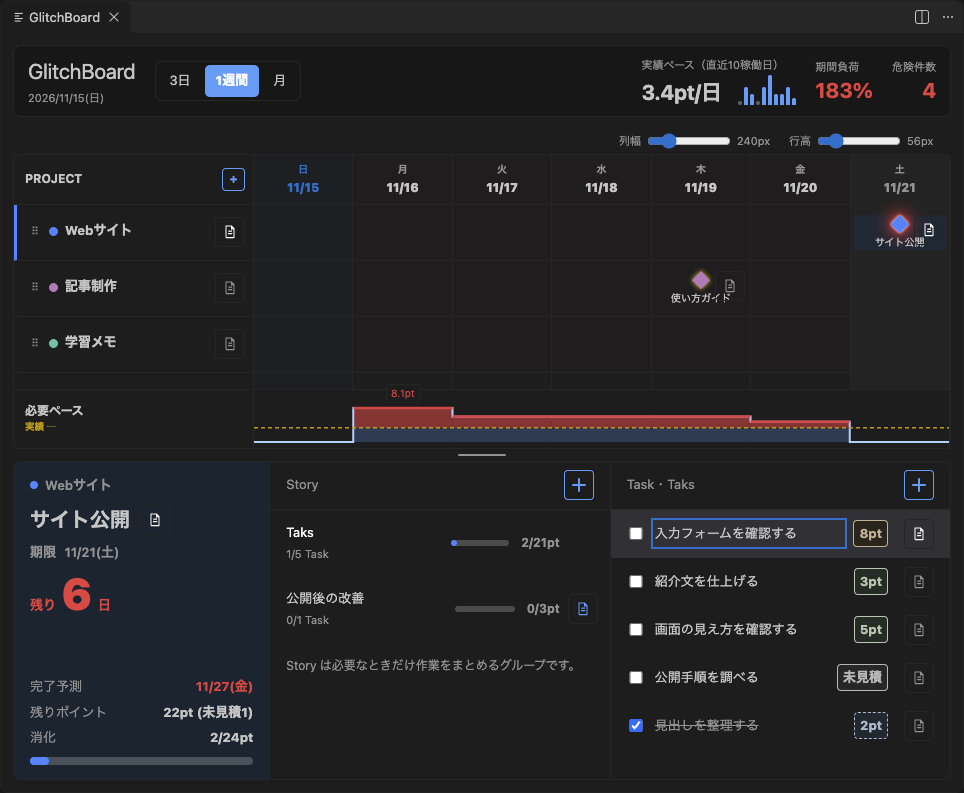 GlitchBoard
GlitchBoard
2026/11/15(日)
3日
1週間
月
実績ペース（直近10稼働日）
3.4pt/日
期間負荷
183%
危険件数
4
列幅
240px
行高
56px
PROJECT
+
日
11/15
月
11/16
火
11/17
水
11/18
木
11/19
金
11/20
土
11/21
Webサイト
サイト公開
記事制作
使い方ガイド
学習メモ
必要ペース
実績
8.1pt
Webサイト
サイト公開
期限 11/21(土)
残り 6 日
完了予測 11/27(金)
残りポイント 22pt (未見積1)
消化 2/24pt
Story
+
Taks
1/5 Task
2/21pt
公開後の改善
0/1 Task
0/3pt
Story は必要なときだけ作業をまとめるグループです。
Task・Taks
+
入力フォームを確認する 8pt
紹介文を仕上げる 3pt
画面の見え方を確認する 5pt
公開手順を調べる 未見積
見出しを整理する 2pt